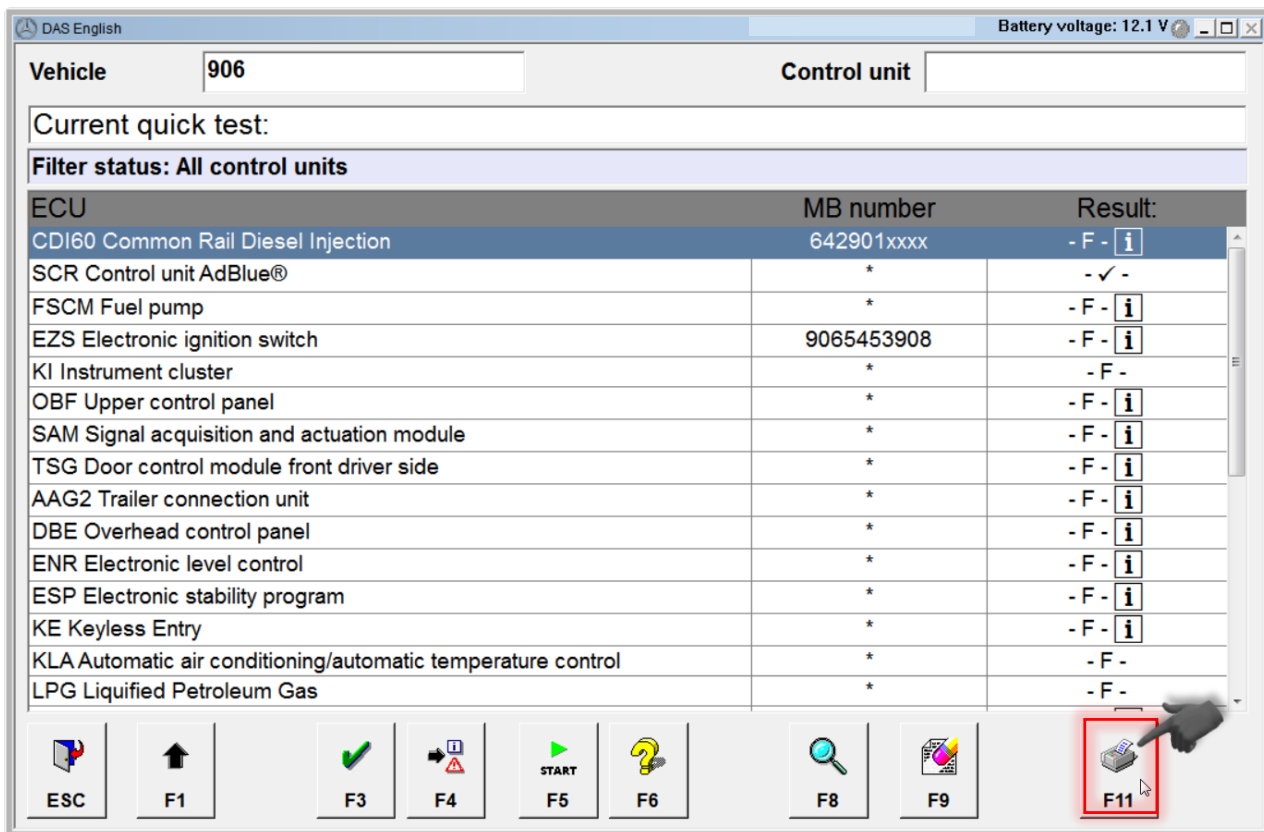 DAS English Battery voltage: 12.1 V
Vehicle 906 Control unit
Current quick test:
Filter status: All control units
ECU MB number Result:
CDI60 Common Rail Diesel Injection 642901xxxx - F - i
SCR Control unit AdBlue® * - ✓ -
FSCM Fuel pump * - F - i
EZS Electronic ignition switch 9065453908 - F - i
KI Instrument cluster * - F -
OBF Upper control panel * - F - i
SAM Signal acquisition and actuation module * - F - i
TSG Door control module front driver side * - F - i
AAG2 Trailer connection unit * - F - i
DBE Overhead control panel * - F - i
ENR Electronic level control * - F - i
ESP Electronic stability program * - F - i
KE Keyless Entry * - F - i
KLA Automatic air conditioning/automatic temperature control * - F -
LPG Liquified Petroleum Gas * - F -
START
ESC F1 F3 F4 F5 F6 F8 F9 F11